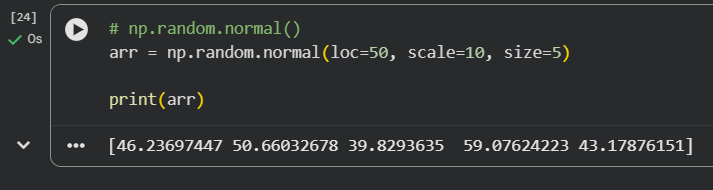 [24]
0s
# np.random.normal()
arr = np.random.normal(loc=50, scale=10, size=5)
print(arr)
[46.23697447 50.66032678 39.8293635  59.07624223 43.17876151]